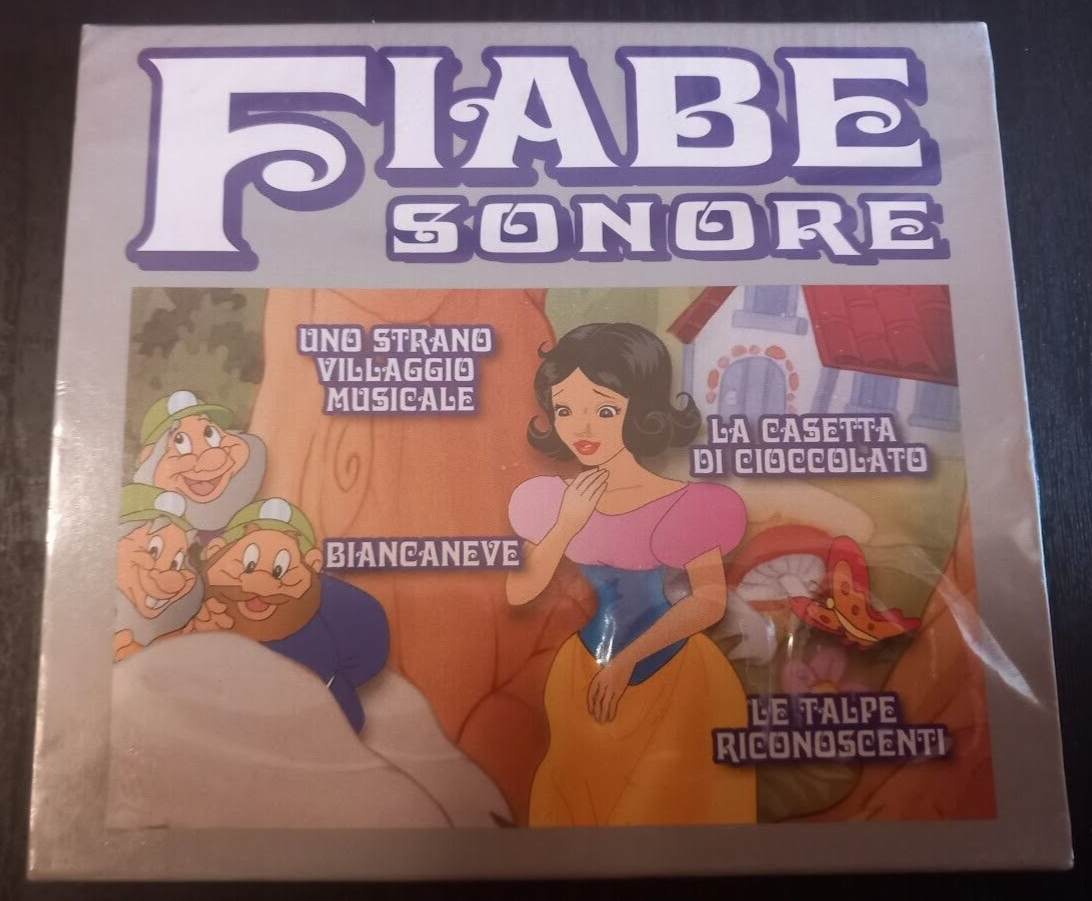 FIABE
SONORE
UNO STRANO
VILLAGGIO
MUSICALE
LA CASETTA
DI CIOCCOLATO
BIANCANEVE
LE TALPE
RICONOSCENTI